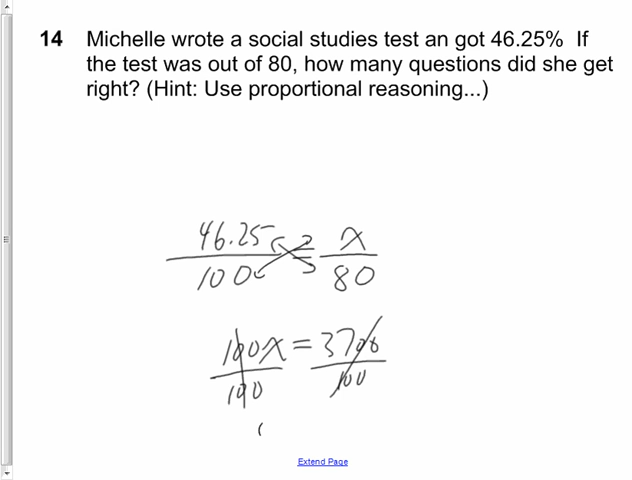 14 Michelle wrote a social studies test an got 46.25% If
the test was out of 80, how many questions did she get
right? (Hint: Use proportional reasoning...)
46.25 = x
100 80
100x = 3700
100 100
Extend Page